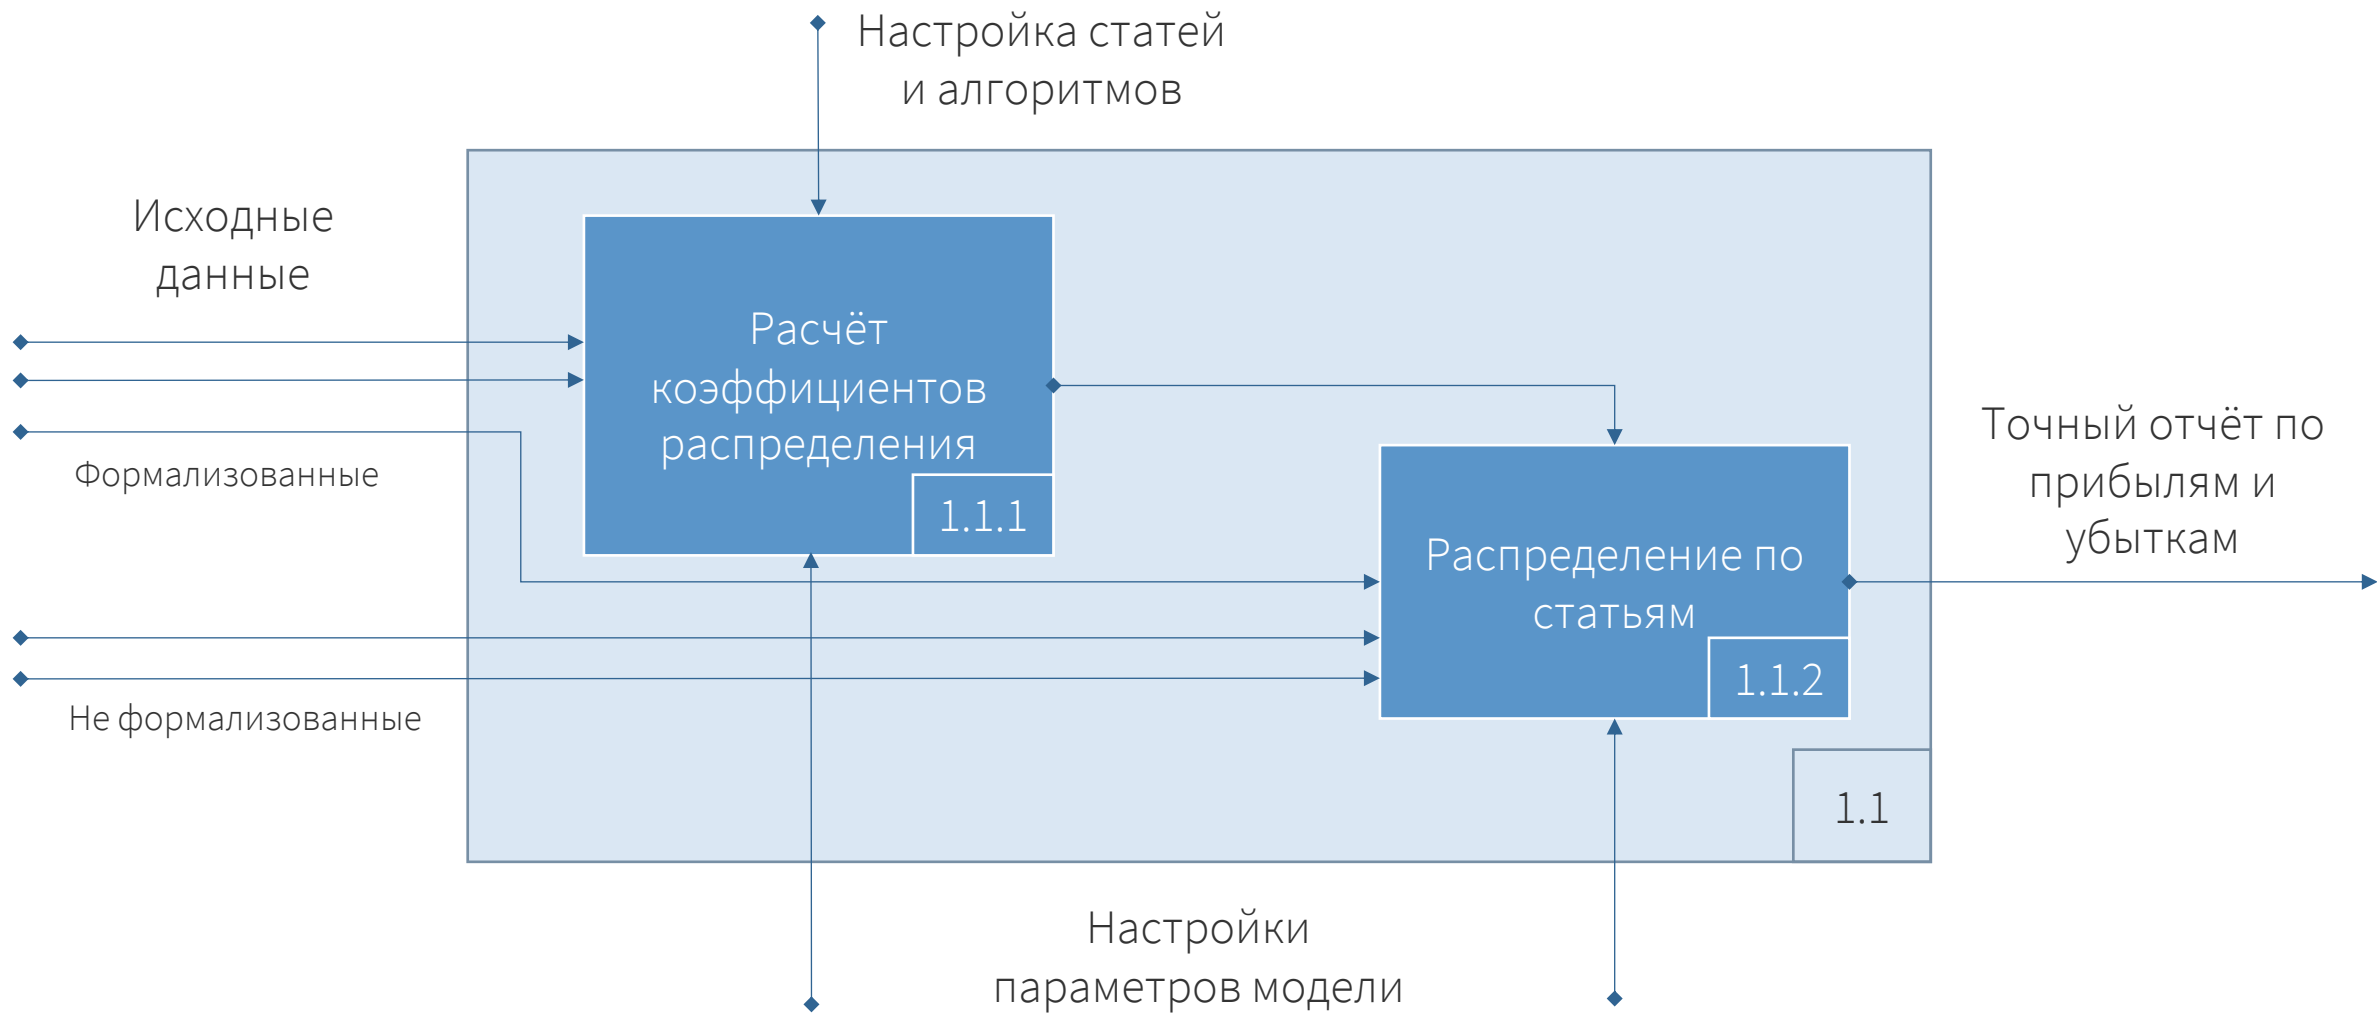 Настройка статей
и алгоритмов
Исходные
данные
Формализованные
Не формализованные
Расчёт
коэффициентов
распределения
1.1.1
Распределение по
статьям
1.1.2
1.1
Точный отчёт по
прибылям и
убыткам
Настройки
параметров модели